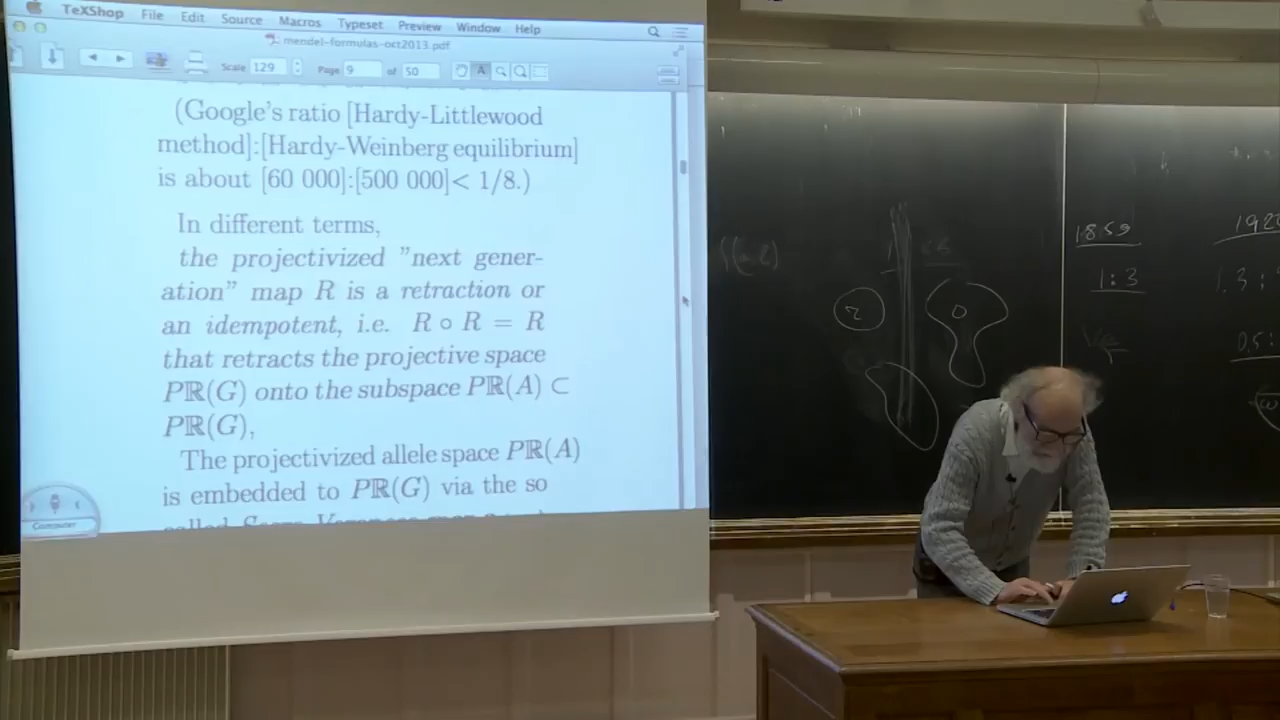 TeXShop File Edit Source Macros Typeset Preview Window Help
mendel-formulas-oct2013.pdf
Scale 129 Page 9 of 50
(Google's ratio [Hardy-Littlewood
method]:[Hardy-Weinberg equilibrium]
is about [60 000]:[500 000]< 1/8.)
In different terms,
the projectivized "next gener-
ation" map R is a retraction or
an idempotent, i.e. R ∘ R = R
that retracts the projective space
Pℝ(G) onto the subspace Pℝ(A) ⊂
Pℝ(G),
The projectivized allele space Pℝ(A)
is embedded to Pℝ(G) via the so
Computer
1859
1:3